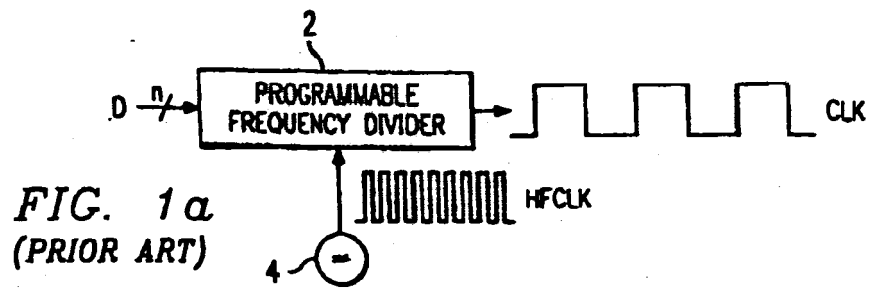 2
D n
PROGRAMMABLE
FREQUENCY DIVIDER
CLK
HFCLK
FIG. 1a
(PRIOR ART)
4